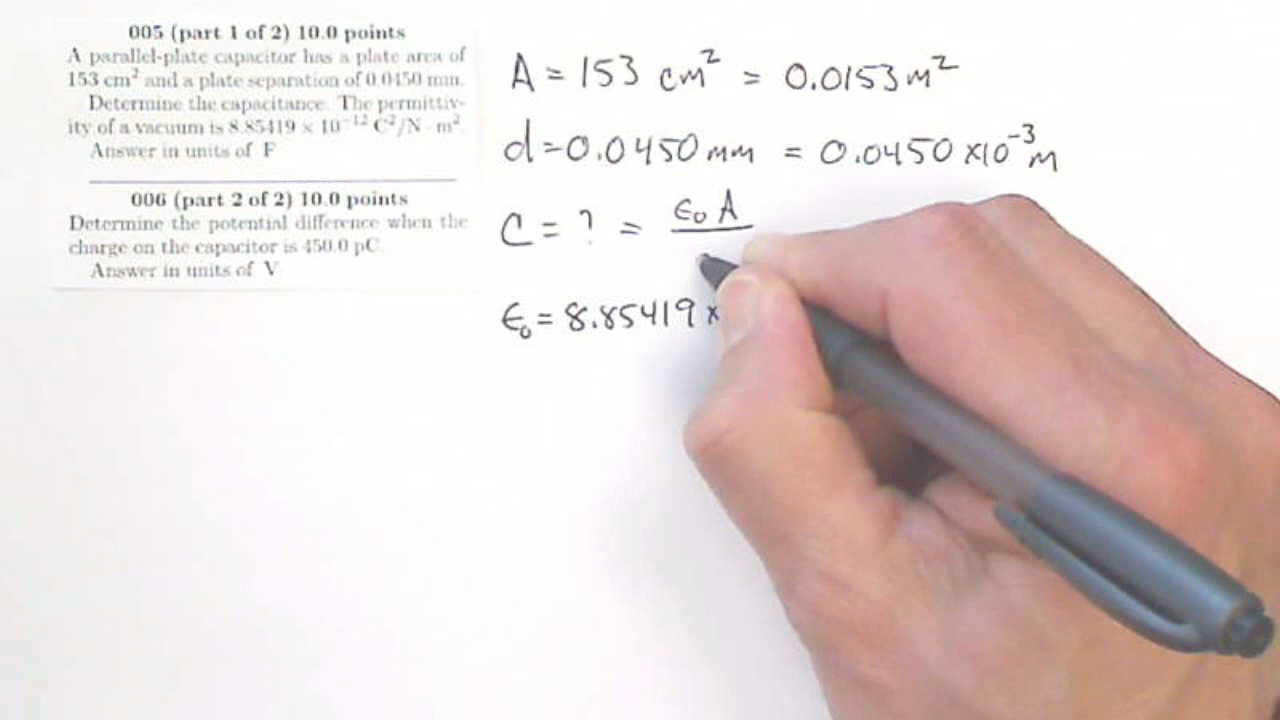 005 (part 1 of 2) 10.0 points
A parallel-plate capacitor has a plate area of
153 cm² and a plate separation of 0.0450 mm.
Determine the capacitance. The permittiv-
ity of a vacuum is 8.85419 × 10⁻¹² C²/N · m².
Answer in units of F
006 (part 2 of 2) 10.0 points
Determine the potential difference when the
charge on the capacitor is 450.0 pC.
Answer in units of V
A = 153 cm² = 0.0153 m²
d = 0.0450 mm = 0.0450 ×10⁻³ m
C = ? = ϵ₀ A
ϵ₀ = 8.85419 ×